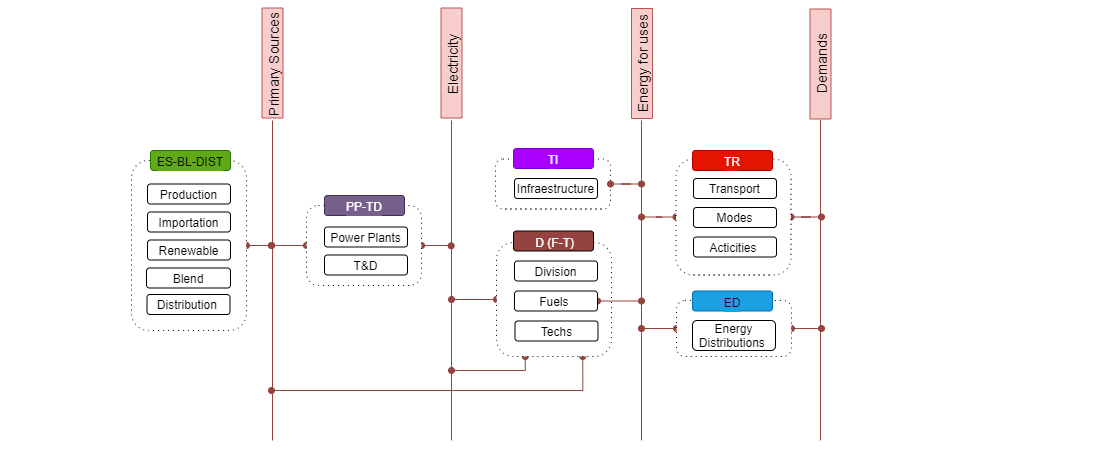 Primary Sources
Electricity
Energy for uses
Demands
ES-BL-DIST
Production
Importation
Renewable
Blend
Distribution
PP-TD
Power Plants
T&D
TI
Infraestructure
D (F-T)
Division
Fuels
Techs
TR
Transport
Modes
Acticities
ED
Energy
Distributions